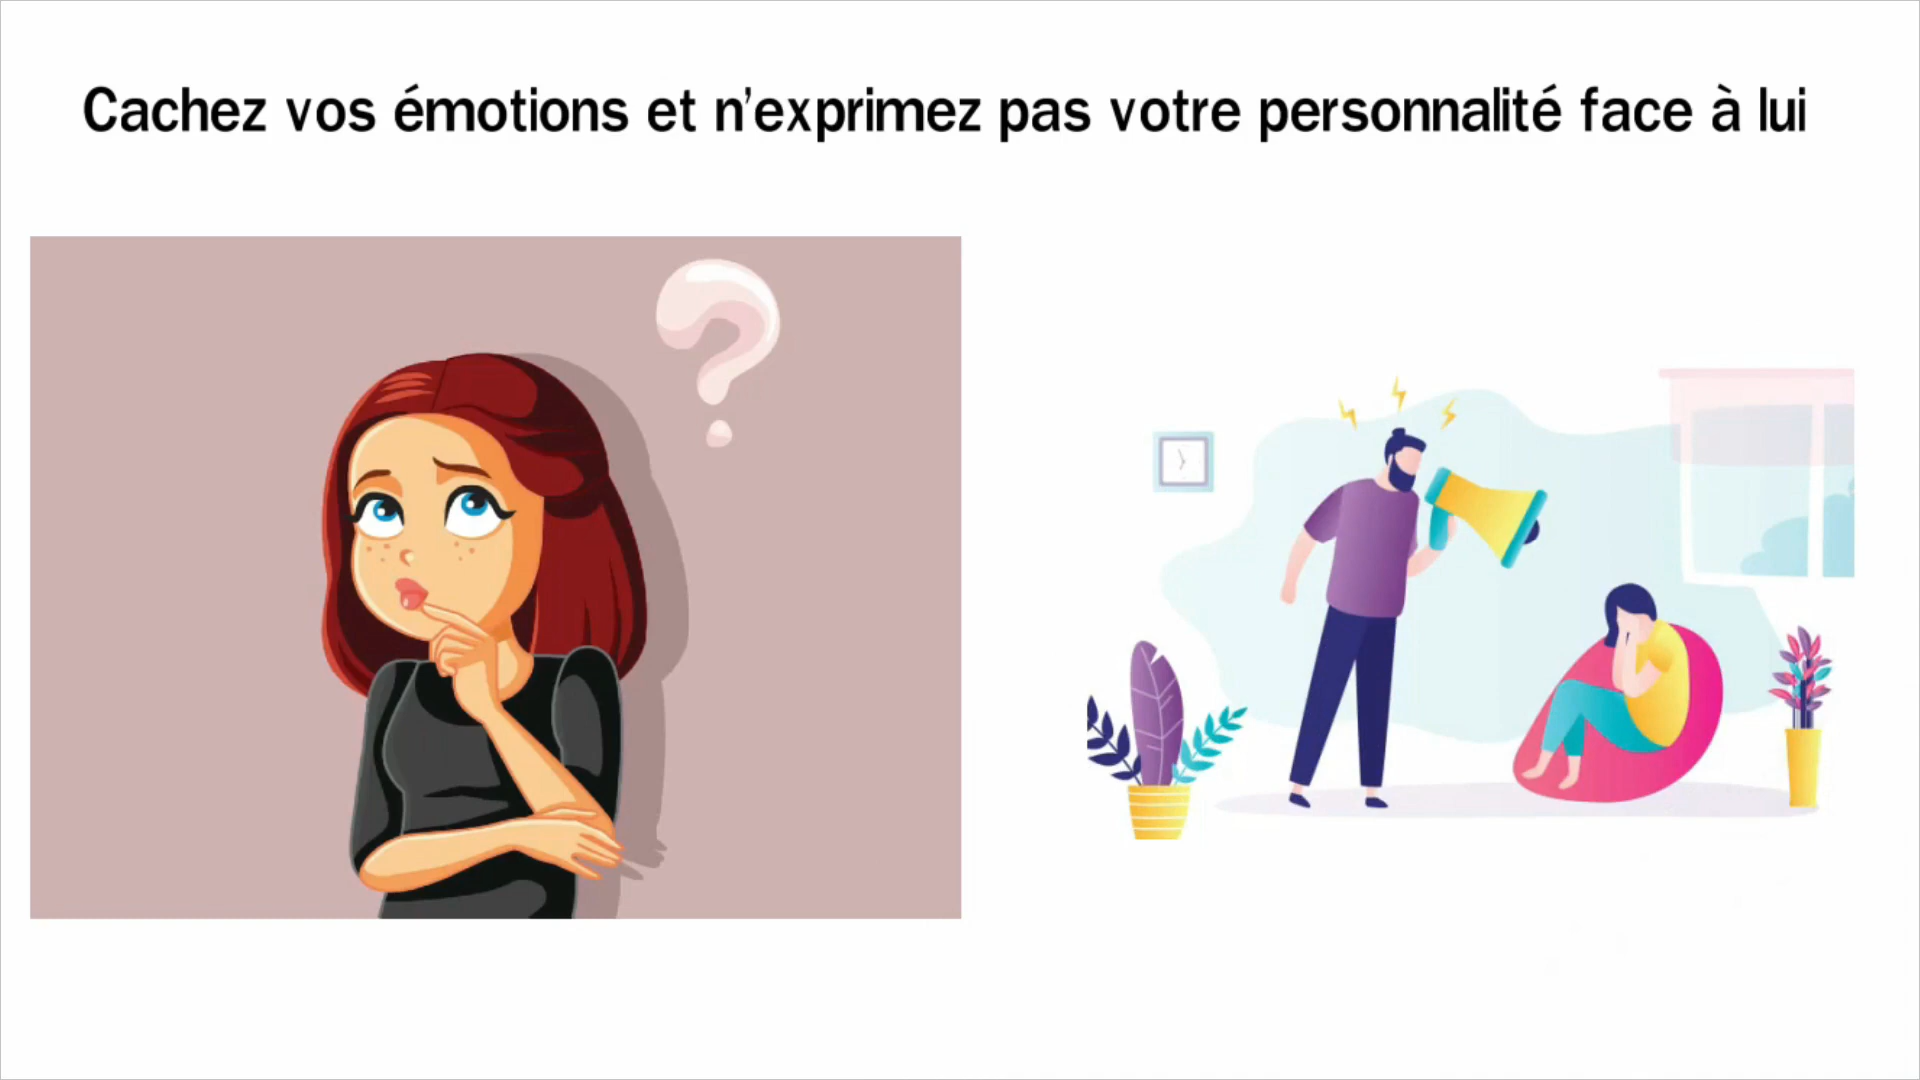 Cachez vos émotions et n’exprimez pas votre personnalité face à lui